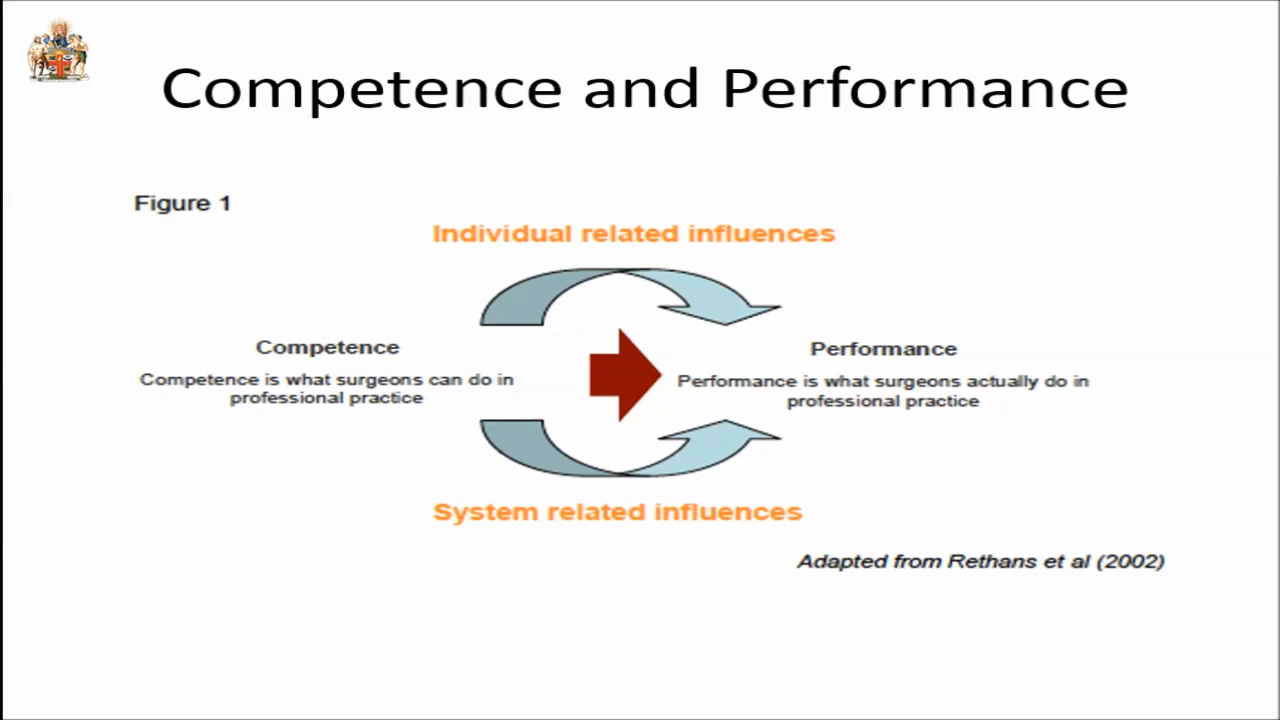 Competence and Performance
Figure 1
Individual related influences
Competence
Competence is what surgeons can do in
professional practice
Performance
Performance is what surgeons actually do in
professional practice
System related influences
Adapted from Rethans et al (2002)